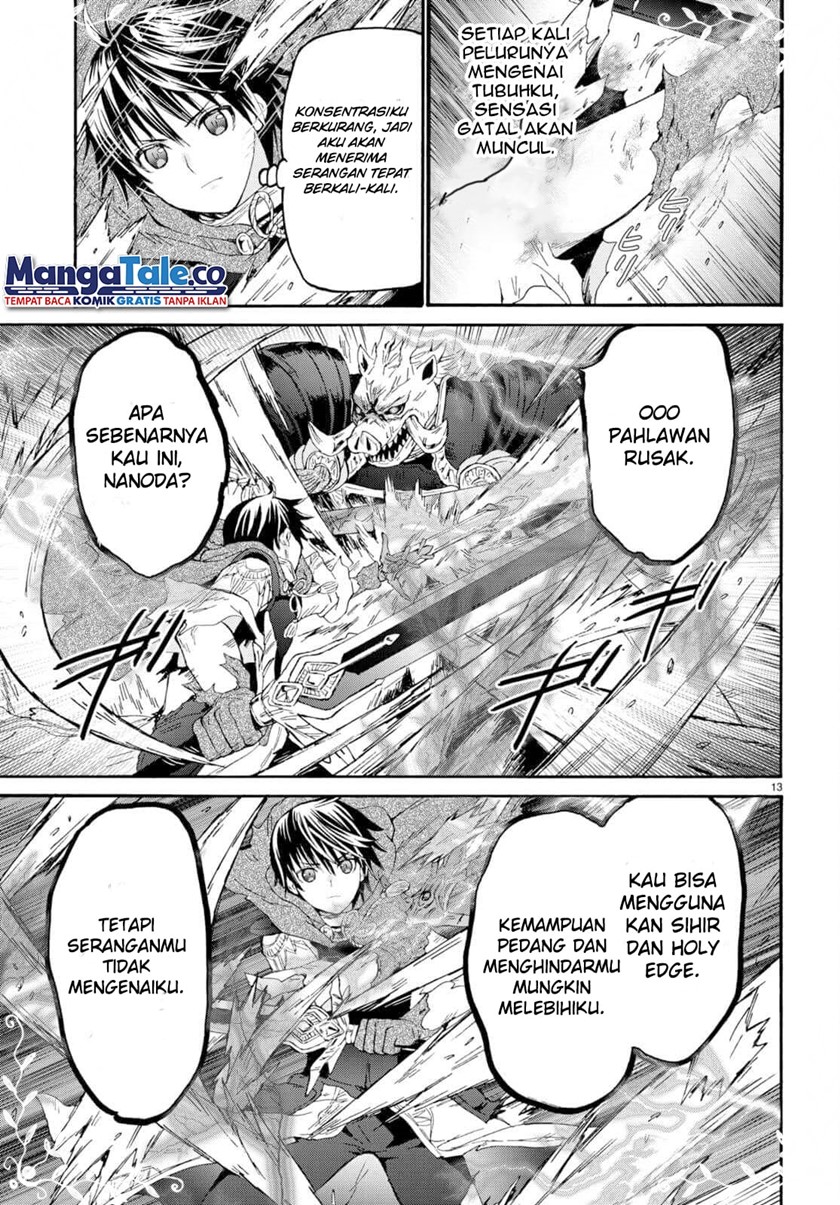 SETIAP KALI
PELURUNYA
MENGENAI
TUBUHKU,
SENSASI
GATAL AKAN
MUNCUL.
KONSENTRASIKU
BERKURANG, JADI
AKU AKAN
MENERIMA
SERANGAN TEPAT
BERKALI-KALI.
MangaTale.co
TEMPAT BACA KOMIK GRATIS TANPA IKLAN
OOO
PAHLAWAN
RUSAK.
APA
SEBENARNYA
KAU INI,
NANODA?
13
KAU BISA
MENGGUNA
KAN SIHIR
DAN HOLY
EDGE.
KEMAMPUAN
PEDANG DAN
MENGHINDARMU
MUNGKIN
MELEBIHIKU.
TETAPI
SERANGANMU
TIDAK
MENGENAIKU.